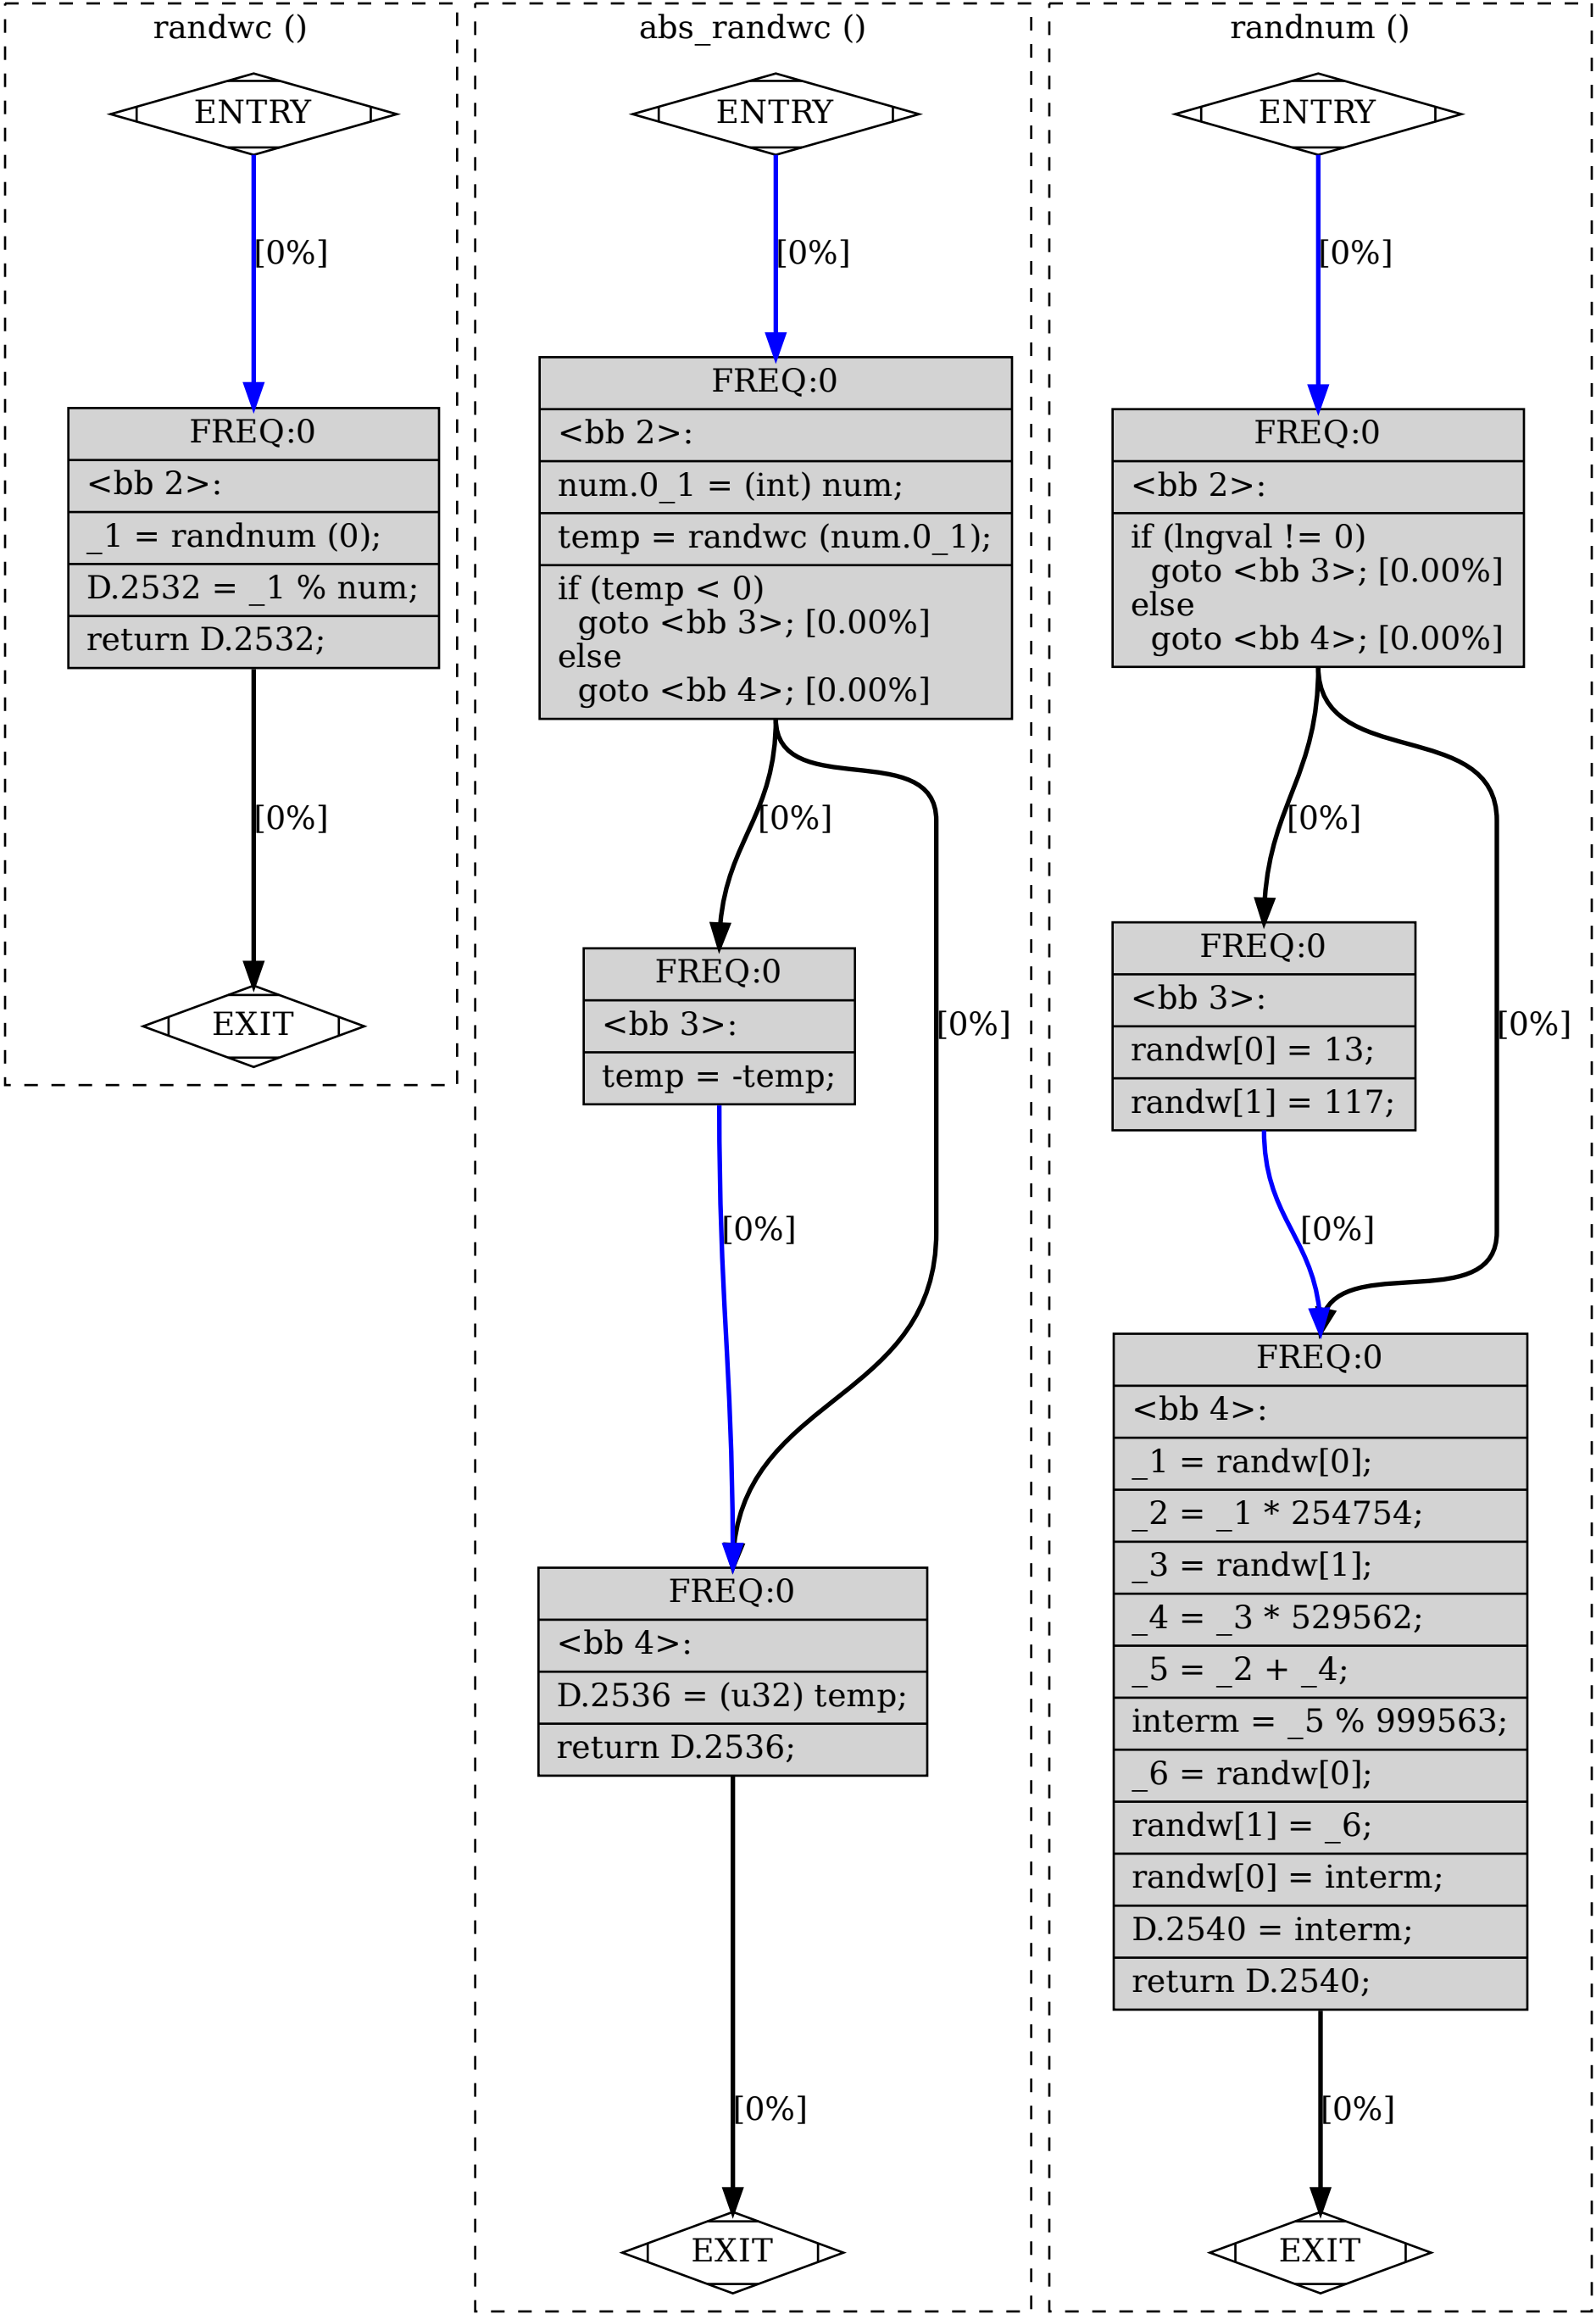 randwc ()
ENTRY
[0%]
FREQ:0
<bb 2>:
_1 = randnum (0);
D.2532 = _1 % num;
return D.2532;
[0%]
EXIT
abs_randwc ()
ENTRY
[0%]
FREQ:0
<bb 2>:
num.0_1 = (int) num;
temp = randwc (num.0_1);
if (temp < 0)
  goto <bb 3>; [0.00%]
else
  goto <bb 4>; [0.00%]
[0%]
FREQ:0
<bb 3>:
temp = -temp;
[0%]
[0%]
FREQ:0
<bb 4>:
D.2536 = (u32) temp;
return D.2536;
[0%]
EXIT
randnum ()
ENTRY
[0%]
FREQ:0
<bb 2>:
if (lngval != 0)
  goto <bb 3>; [0.00%]
else
  goto <bb 4>; [0.00%]
[0%]
FREQ:0
<bb 3>:
randw[0] = 13;
randw[1] = 117;
[0%]
[0%]
FREQ:0
<bb 4>:
_1 = randw[0];
_2 = _1 * 254754;
_3 = randw[1];
_4 = _3 * 529562;
_5 = _2 + _4;
interm = _5 % 999563;
_6 = randw[0];
randw[1] = _6;
randw[0] = interm;
D.2540 = interm;
return D.2540;
[0%]
EXIT